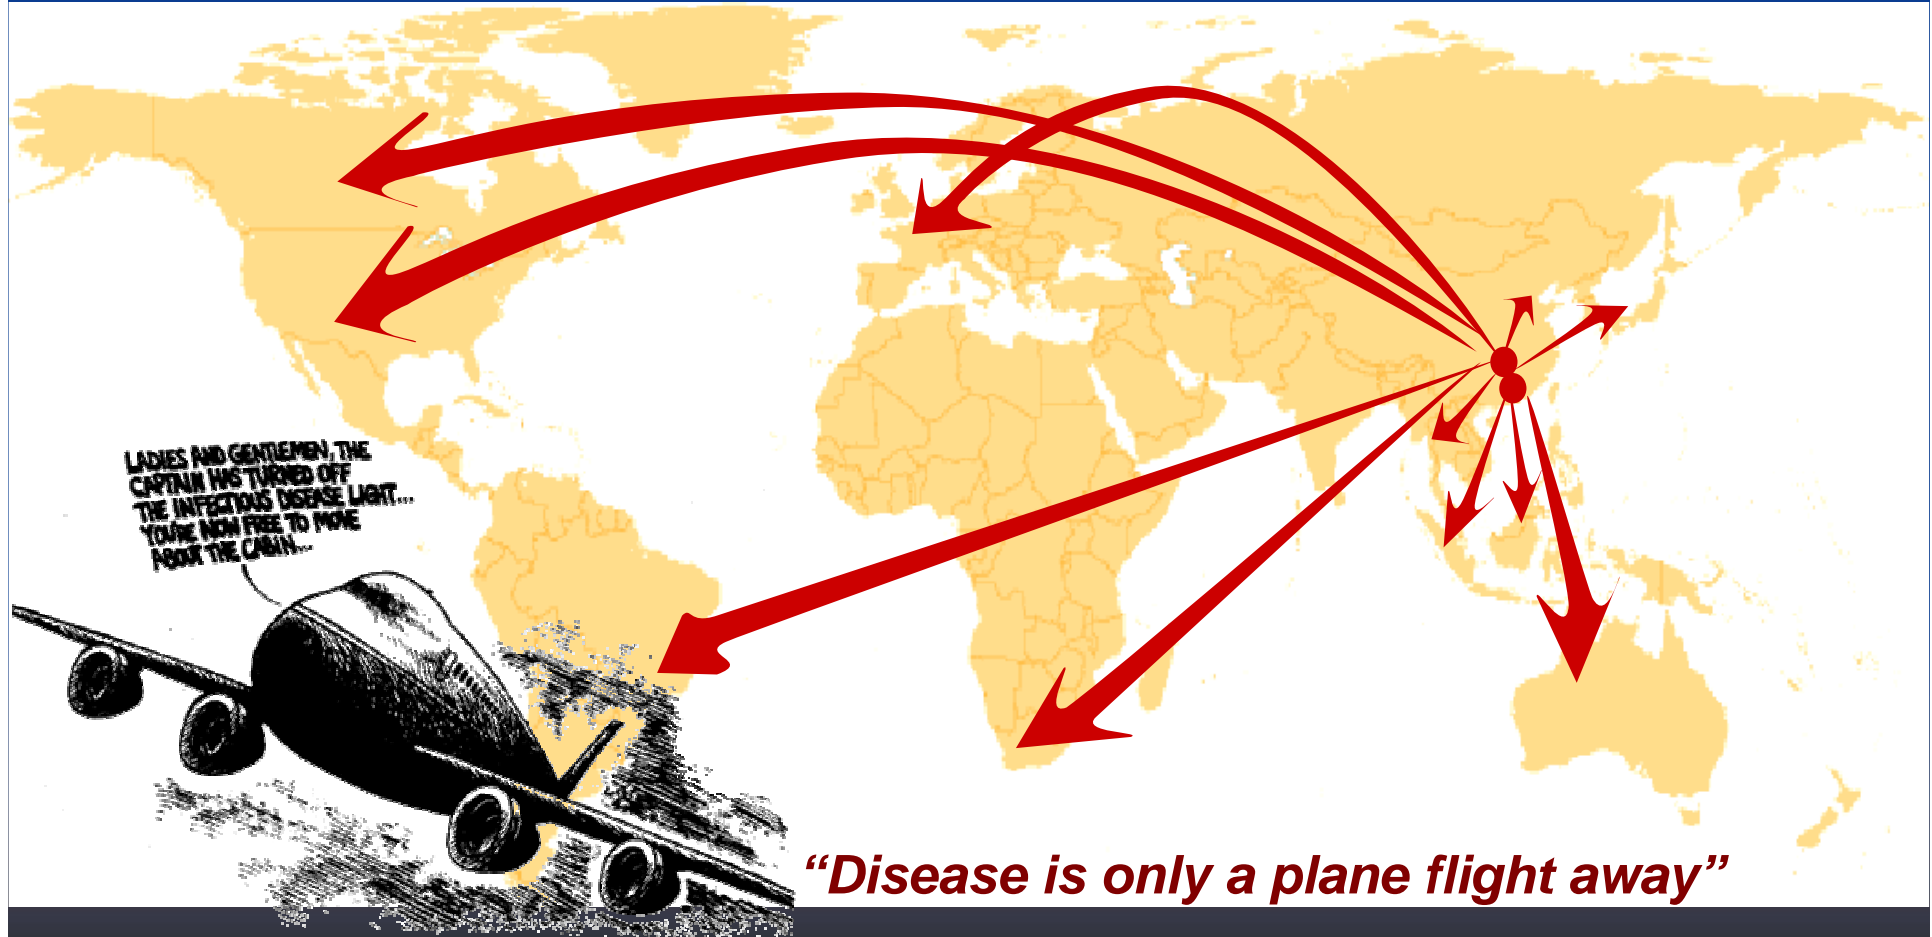 LADIES AND GENTLEMEN, THE
CAPTAIN HAS TURNED OFF
THE INFECTIOUS DISEASE LIGHT...
YOU'RE NOW FREE TO MOVE
ABOUT THE CABIN...
“Disease is only a plane flight away”